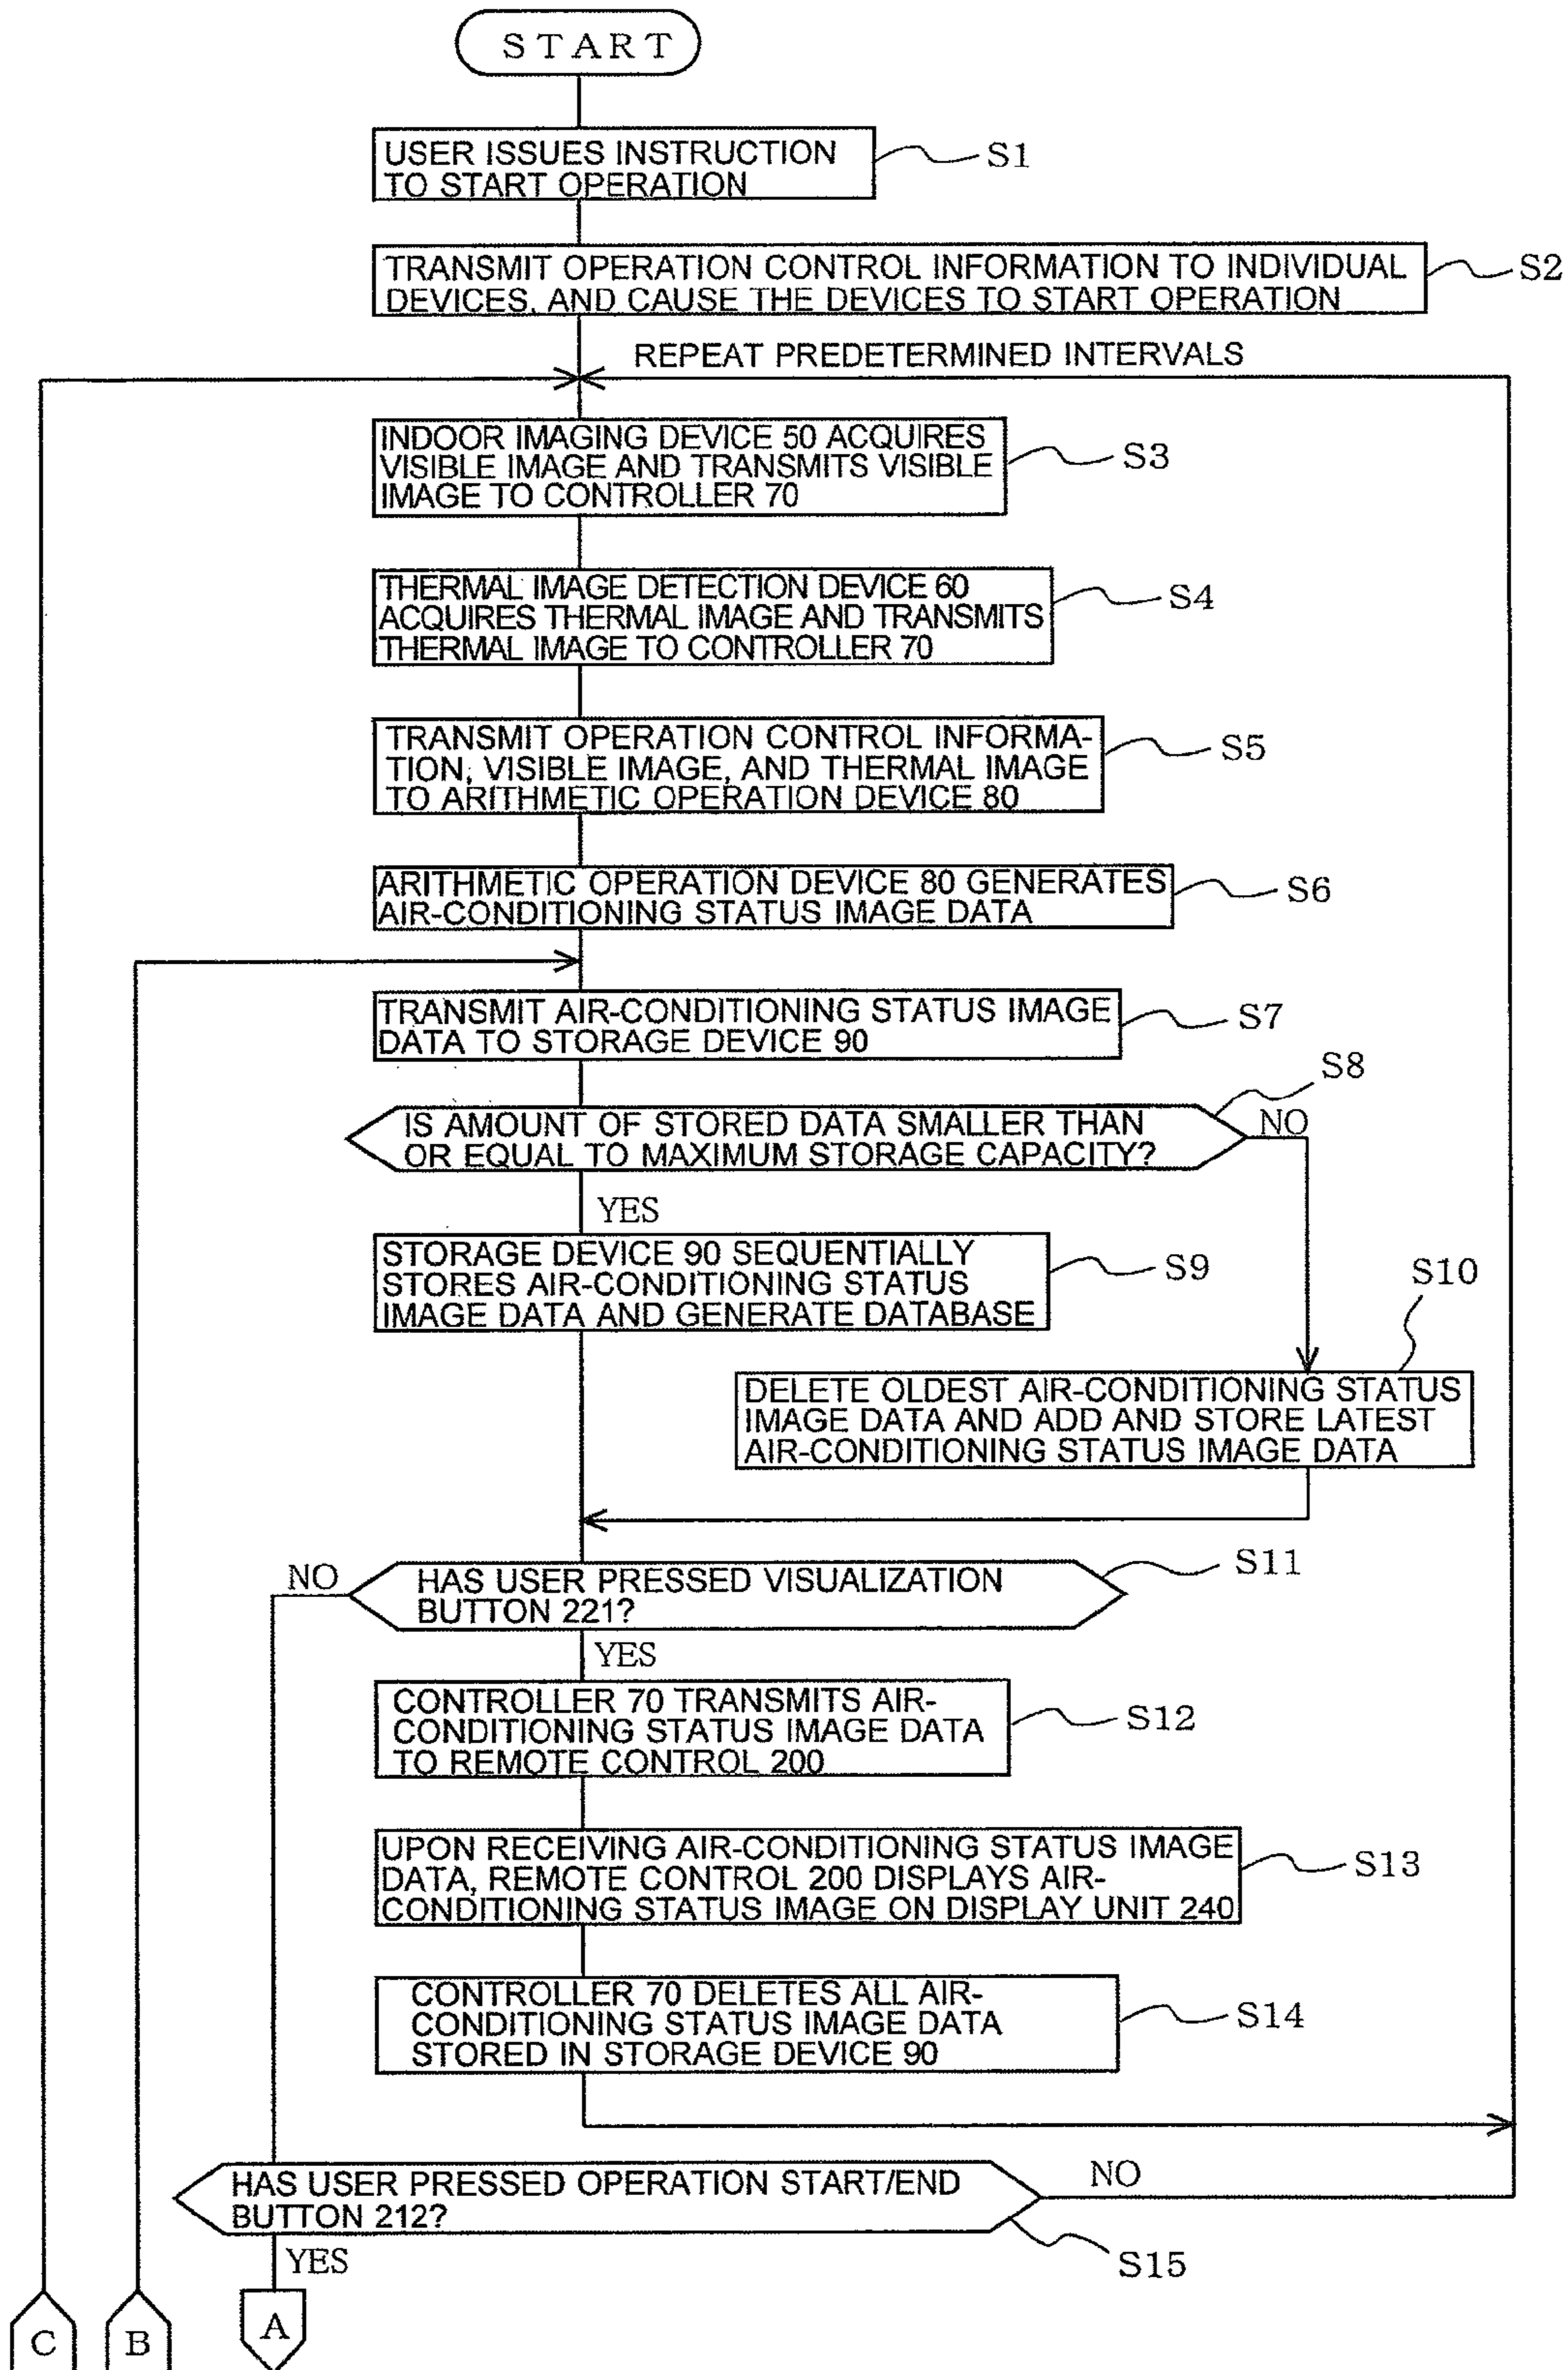 START
USER ISSUES INSTRUCTION
TO START OPERATION
S1
TRANSMIT OPERATION CONTROL INFORMATION TO INDIVIDUAL
DEVICES, AND CAUSE THE DEVICES TO START OPERATION
S2
REPEAT PREDETERMINED INTERVALS
INDOOR IMAGING DEVICE 50 ACQUIRES
VISIBLE IMAGE AND TRANSMITS VISIBLE
IMAGE TO CONTROLLER 70
S3
THERMAL IMAGE DETECTION DEVICE 60
ACQUIRES THERMAL IMAGE AND TRANSMITS
THERMAL IMAGE TO CONTROLLER 70
S4
TRANSMIT OPERATION CONTROL INFORMA-
TION, VISIBLE IMAGE, AND THERMAL IMAGE
TO ARITHMETIC OPERATION DEVICE 80
S5
ARITHMETIC OPERATION DEVICE 80 GENERATES
AIR-CONDITIONING STATUS IMAGE DATA
S6
TRANSMIT AIR-CONDITIONING STATUS IMAGE
DATA TO STORAGE DEVICE 90
S7
S8
IS AMOUNT OF STORED DATA SMALLER THAN
OR EQUAL TO MAXIMUM STORAGE CAPACITY?
NO
YES
STORAGE DEVICE 90 SEQUENTIALLY
STORES AIR-CONDITIONING STATUS
IMAGE DATA AND GENERATE DATABASE
S9
S10
DELETE OLDEST AIR-CONDITIONING STATUS
IMAGE DATA AND ADD AND STORE LATEST
AIR-CONDITIONING STATUS IMAGE DATA
NO
HAS USER PRESSED VISUALIZATION
BUTTON 221?
S11
YES
CONTROLLER 70 TRANSMITS AIR-
CONDITIONING STATUS IMAGE DATA
TO REMOTE CONTROL 200
S12
UPON RECEIVING AIR-CONDITIONING STATUS IMAGE
DATA, REMOTE CONTROL 200 DISPLAYS AIR-
CONDITIONING STATUS IMAGE ON DISPLAY UNIT 240
S13
CONTROLLER 70 DELETES ALL AIR-
CONDITIONING STATUS IMAGE DATA
STORED IN STORAGE DEVICE 90
S14
HAS USER PRESSED OPERATION START/END
BUTTON 212?
NO
YES
S15
C
B
A